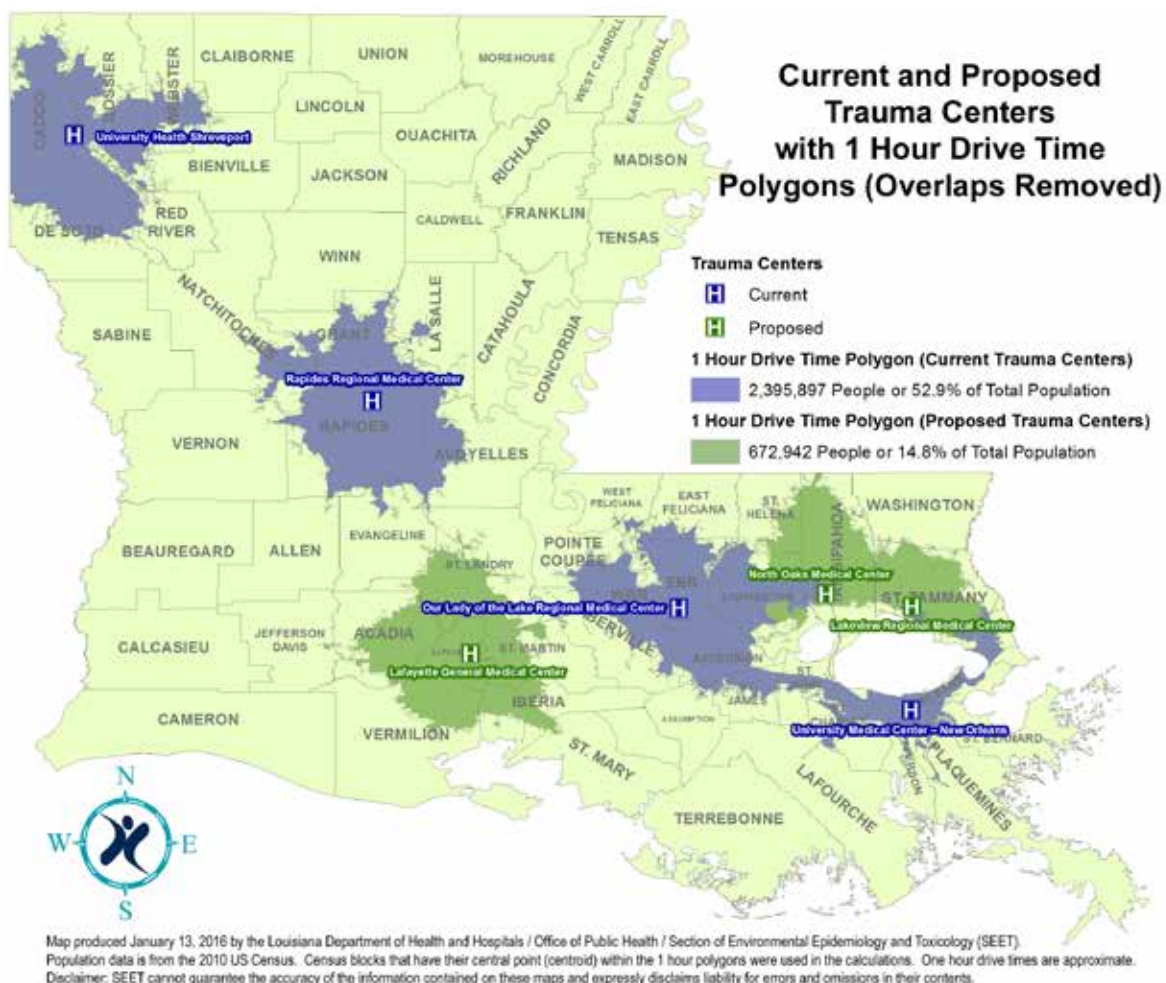 Current and Proposed
Trauma Centers
with 1 Hour Drive Time
Polygons (Overlaps Removed)
Trauma Centers
H Current
H Proposed
1 Hour Drive Time Polygon (Current Trauma Centers)
2,395,897 People or 52.9% of Total Population
1 Hour Drive Time Polygon (Proposed Trauma Centers)
672,942 People or 14.8% of Total Population
CADDO
BOSSIER
WEBSTER
CLAIBORNE
UNION
MOREHOUSE
WEST CARROLL
EAST CARROLL
LINCOLN
OUACHITA
RICHLAND
MADISON
H University Health Shreveport
BIENVILLE
JACKSON
CALDWELL
FRANKLIN
TENSAS
DE SOTO
RED
RIVER
WINN
NATCHITOCHES
SABINE
GRANT
LA SALLE
CATAHOULA
CONCORDIA
Rapides Regional Medical Center
H
RAPIDES
VERNON
AVOYELLES
BEAUREGARD
ALLEN
EVANGELINE
ST. LANDRY
POINTE
COUPEE
WEST
FELICIANA
EAST
FELICIANA
ST.
HELENA
WASHINGTON
North Oaks Medical Center
H
ST. TAMMANY
H
Lakeview Regional Medical Center
WBR
EBR
LIVINGSTON
Our Lady of the Lake Regional Medical Center H
IBERVILLE
CALCASIEU
JEFFERSON
DAVIS
ACADIA
H
ST. MARTIN
Lafayette General Medical Center
ASCENSION
ST.
JAMES
CAMERON
VERMILION
IBERIA
ASSUMPTION
H
University Medical Center – New Orleans
ST. BERNARD
ST. MARY
PLAQUEMINES
LAFOURCHE
TERREBONNE
N
W
E
S
Map produced January 13, 2016 by the Louisiana Department of Health and Hospitals / Office of Public Health / Section of Environmental Epidemiology and Toxicology (SEET).
Population data is from the 2010 US Census. Census blocks that have their central point (centroid) within the 1 hour polygons were used in the calculations. One hour drive times are approximate.
Disclaimer: SEET cannot guarantee the accuracy of the information contained on these maps and expressly disclaims liability for errors and omissions in their contents.